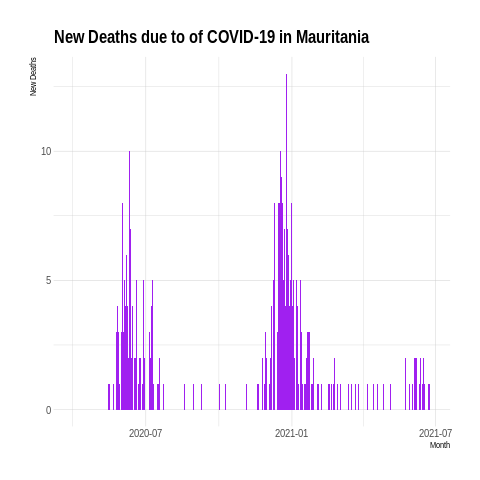 New Deaths due to of COVID-19 in Mauritania
New Deaths
10
5
0
2020-07
2021-01
2021-07
Month